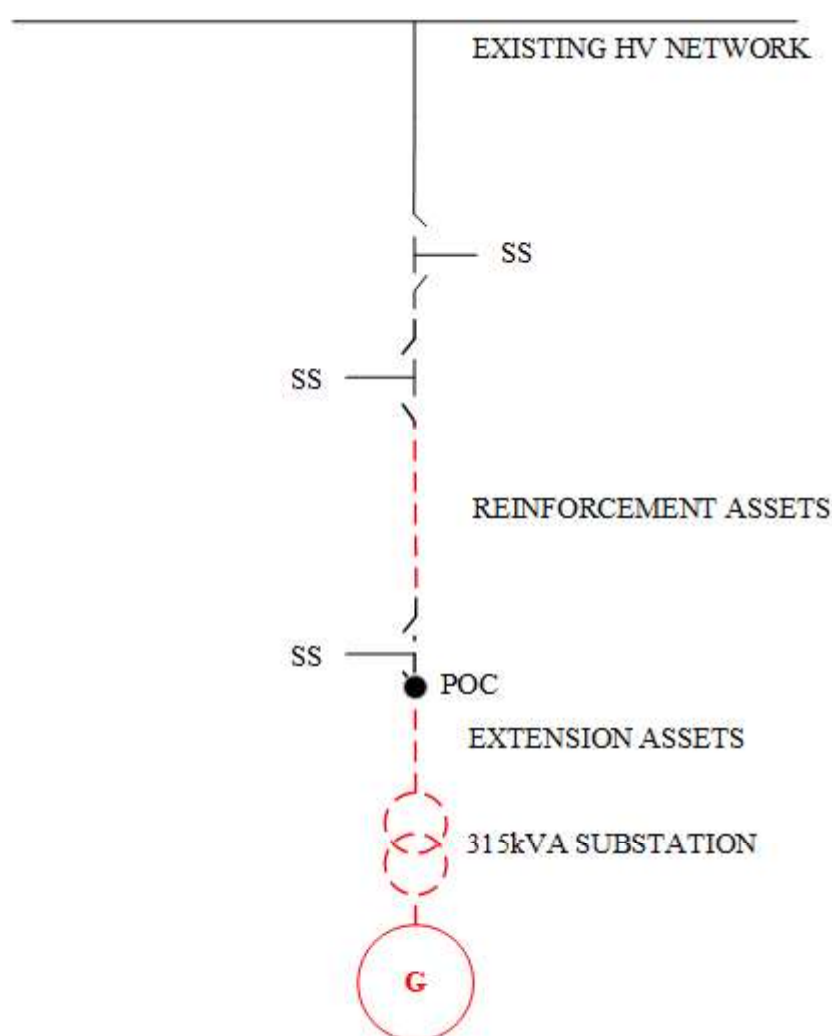 EXISTING HV NETWORK
SS
SS
REINFORCEMENT ASSETS
SS
POC
EXTENSION ASSETS
315kVA SUBSTATION
G